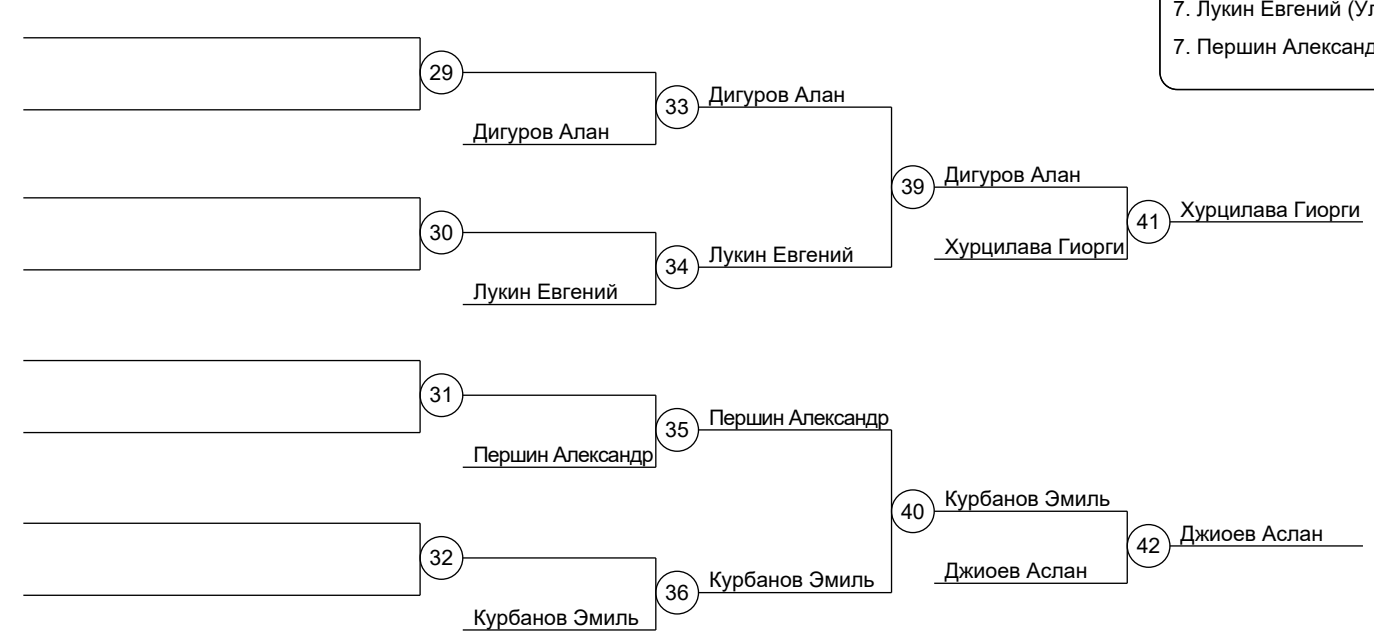 7. Лукин Евгений (Ул
7. Першин Александ
29
33 Дигуров Алан
Дигуров Алан
39 Дигуров Алан
41 Хурцилава Гиорги
30
Хурцилава Гиорги
34 Лукин Евгений
Лукин Евгений
31
35 Першин Александр
Першин Александр
40 Курбанов Эмиль
42 Джиоев Аслан
32
Джиоев Аслан
36 Курбанов Эмиль
Курбанов Эмиль